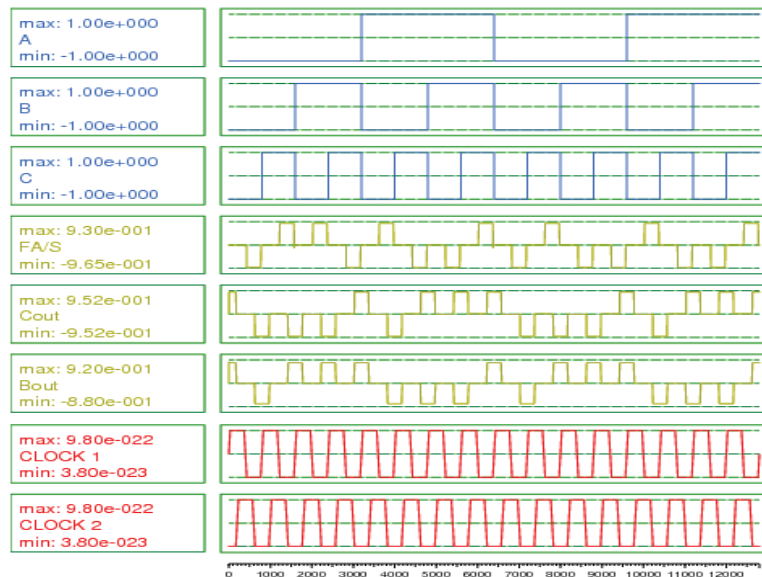 max: 1.00e+000
A
min: -1.00e+000
max: 1.00e+000
B
min: -1.00e+000
max: 1.00e+000
C
min: -1.00e+000
max: 9.30e-001
FA/S
min: -9.65e-001
max: 9.52e-001
Cout
min: -9.52e-001
max: 9.20e-001
Bout
min: -8.80e-001
max: 9.80e-022
CLOCK 1
min: 3.80e-023
max: 9.80e-022
CLOCK 2
min: 3.80e-023
0 1000 2000 3000 4000 5000 6000 7000 8000 9000 10000 11000 12000